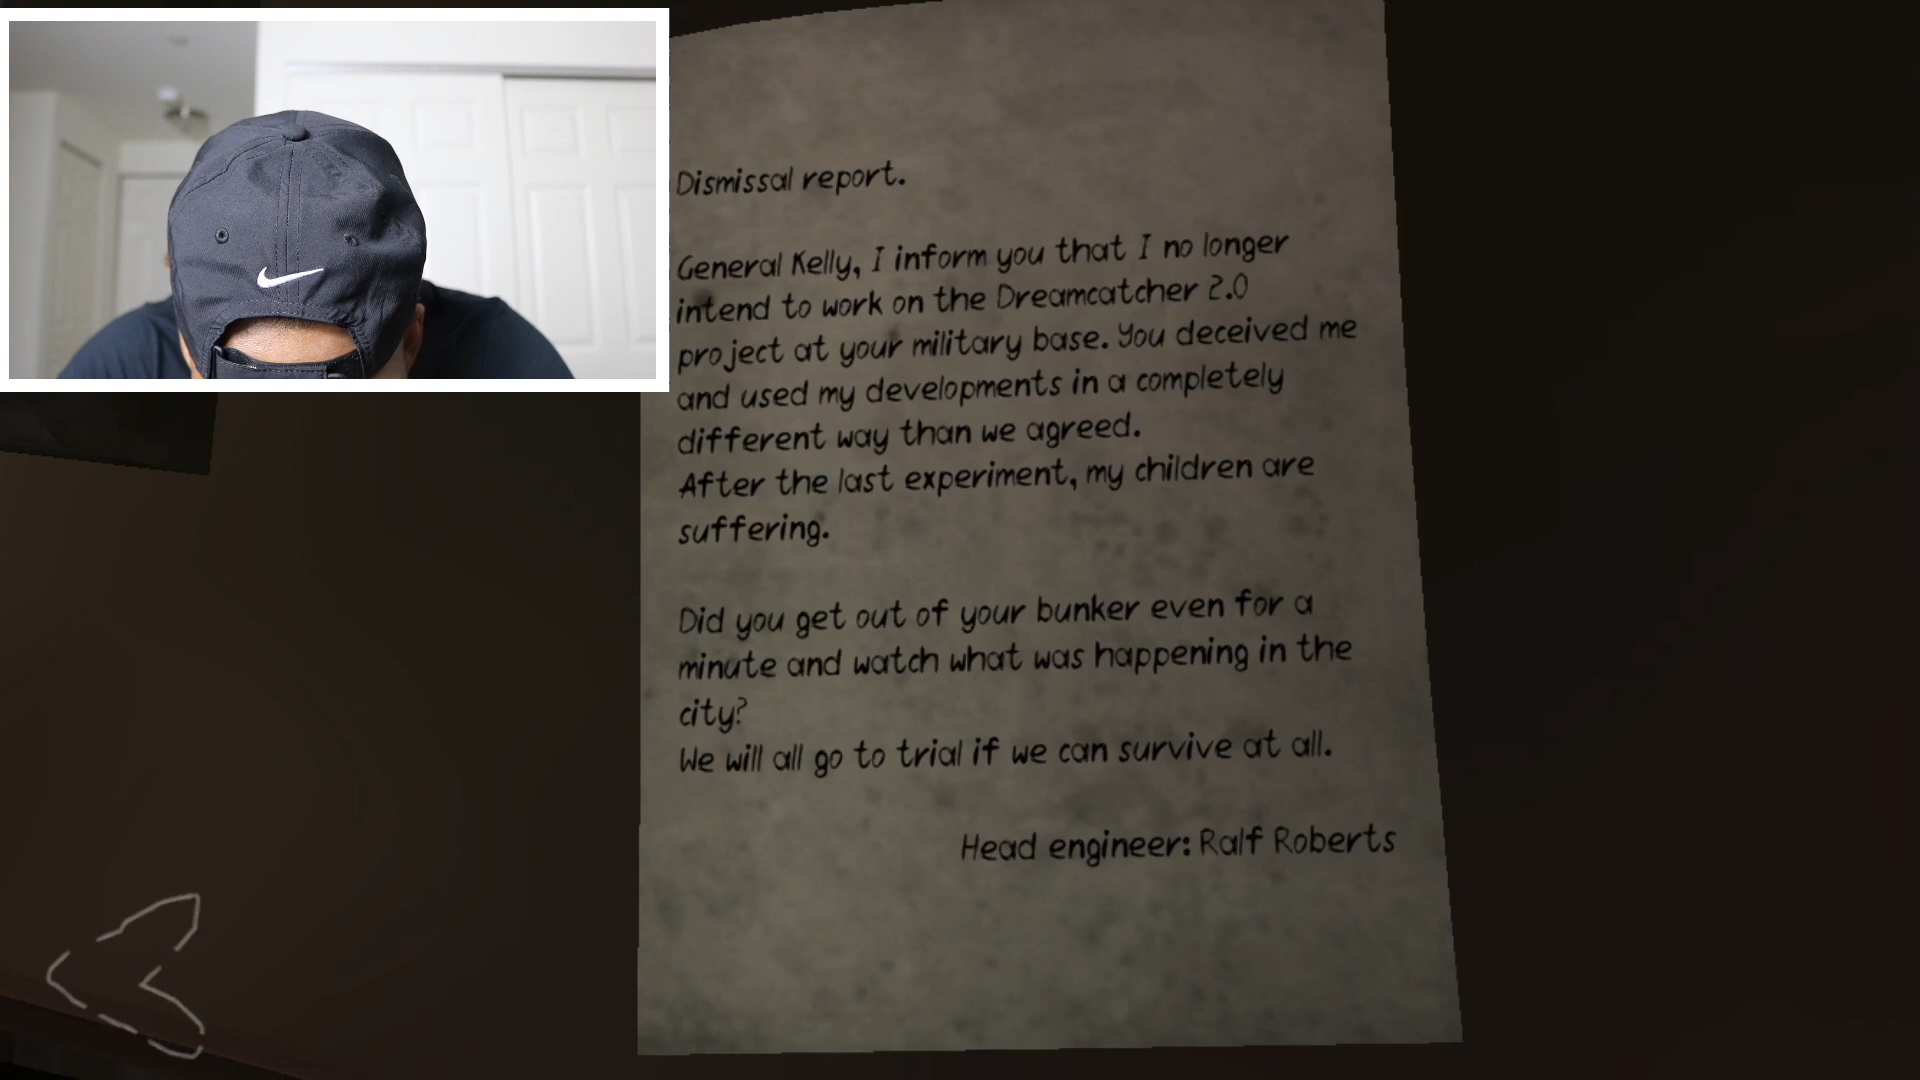 Dismissal report.
General Kelly, I inform you that I no longer
intend to work on the Dreamcatcher 2.0
project at your military base. You deceived me
and used my developments in a completely
different way than we agreed.
After the last experiment, my children are
suffering.
Did you get out of your bunker even for a
minute and watch what was happening in the
city?
We will all go to trial if we can survive at all.
Head engineer: Ralf Roberts